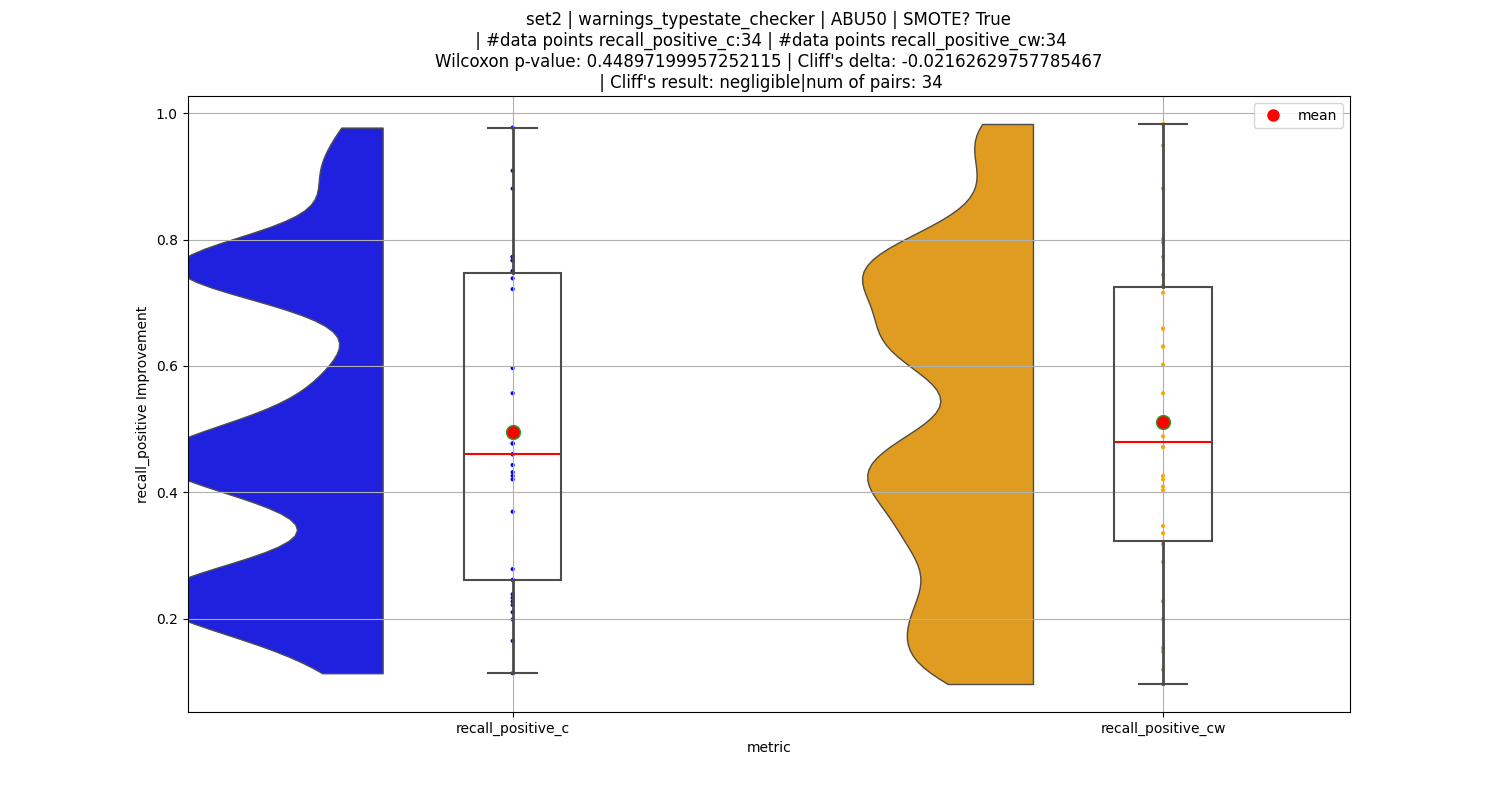 set2 | warnings_typestate_checker | ABU50 | SMOTE? True
| #data points recall_positive_c:34 | #data points recall_positive_cw:34
Wilcoxon p-value: 0.44897199957252115 | Cliff's delta: -0.02162629757785467
| Cliff's result: negligible|num of pairs: 34
mean
1.0
0.8
0.6
0.4
0.2
recall_positive Improvement
recall_positive_c
recall_positive_cw
metric